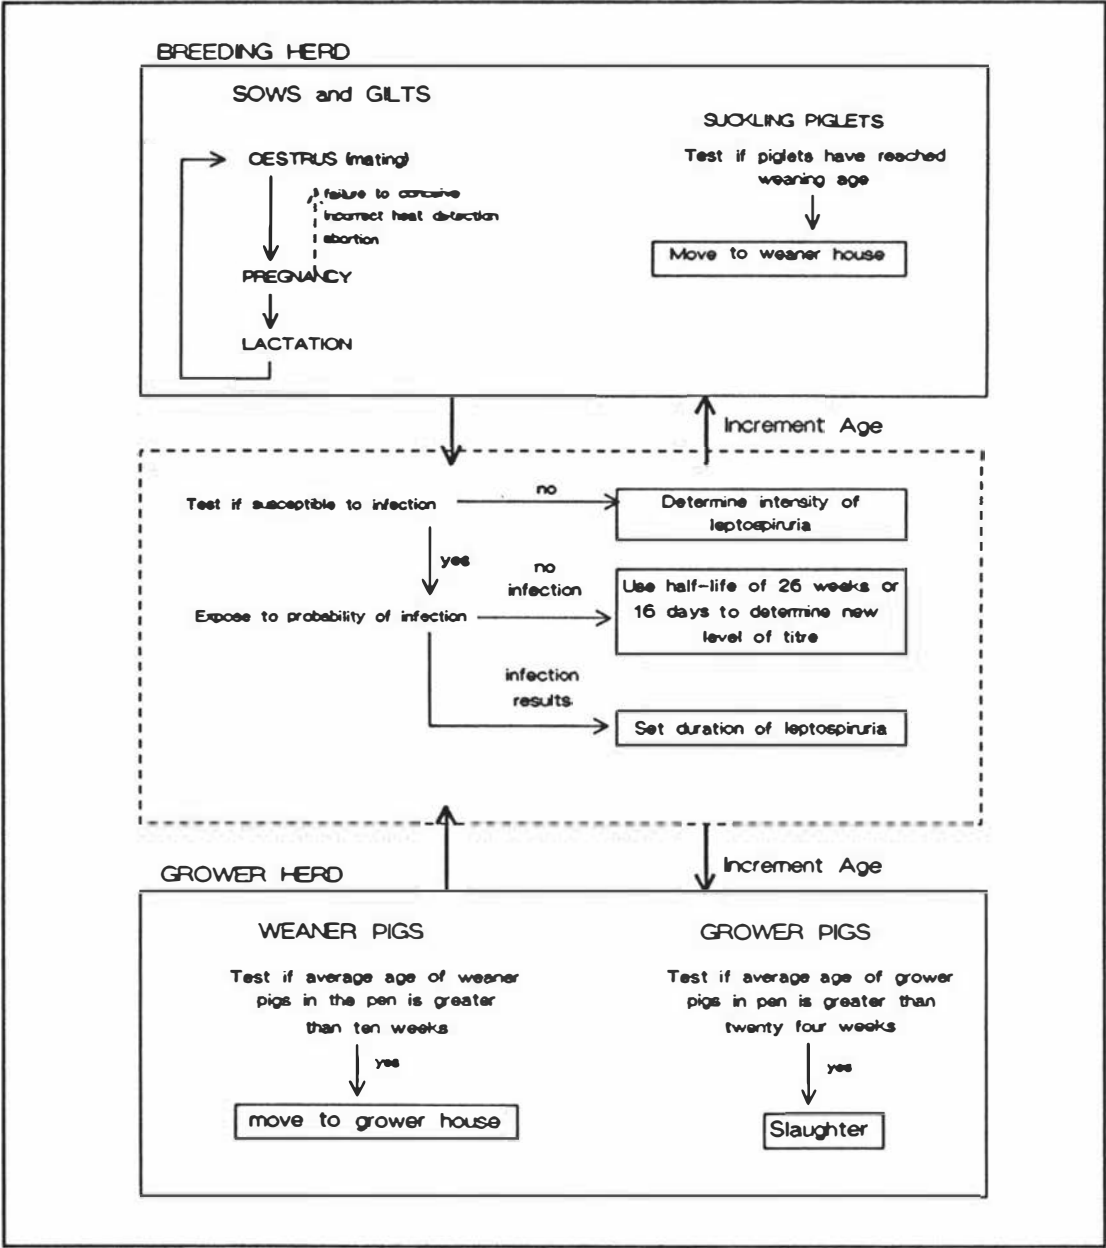 BREEDING HERD
SOWS and GILTS
OESTRUS (mating)
failure to conceive
incorrect heat detection
abortion
PREGNANCY
LACTATION
SUCKLING PIGLETS
Test if piglets have reached
weaning age
Move to weaner house
Increment Age
Test if susceptible to infection
no
Determine intensity of
leptospiruria
yes
Expose to probability of infection
no
infection
Use half-life of 26 weeks or
16 days to determine new
level of titre
infection
results
Set duration of leptospiruria
Increment Age
GROWER HERD
WEANER PIGS
Test if average age of weaner
pigs in the pen is greater
than ten weeks
yes
move to grower house
GROWER PIGS
Test if average age of grower
pigs in pen is greater than
twenty four weeks
yes
Slaughter